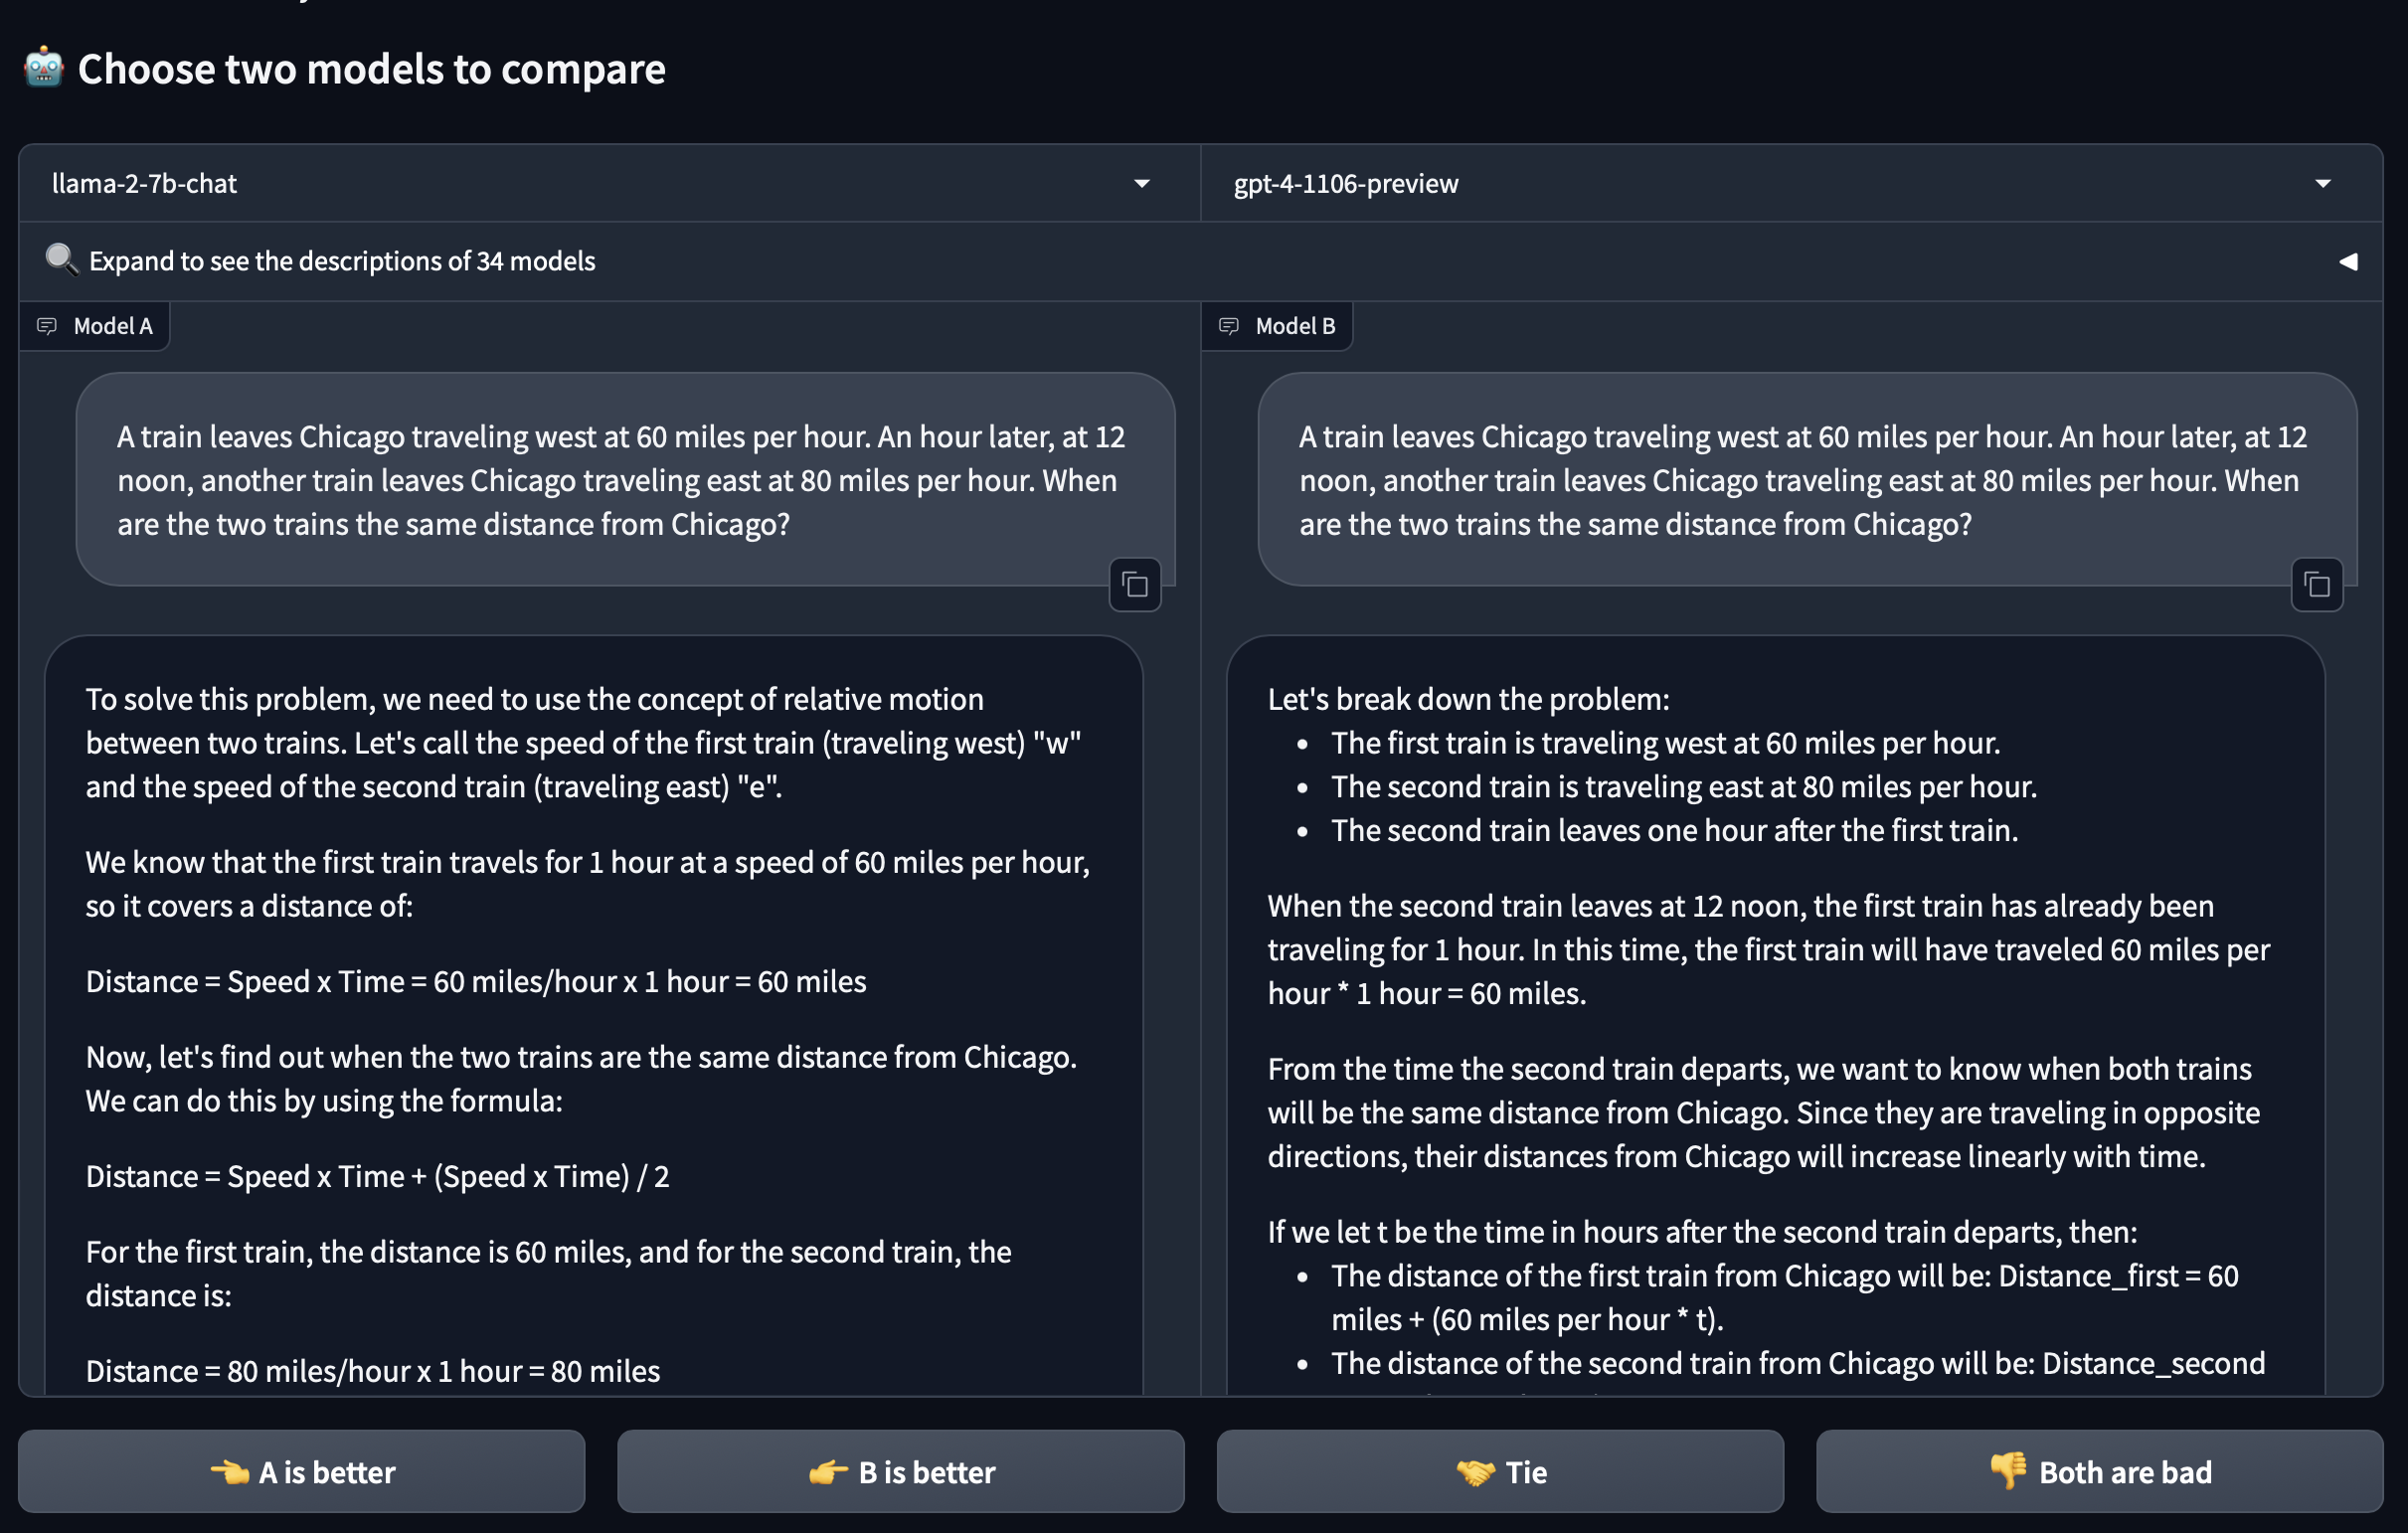 Choose two models to compare
llama-2-7b-chat
gpt-4-1106-preview
Expand to see the descriptions of 34 models
Model A
A train leaves Chicago traveling west at 60 miles per hour. An hour later, at 12
noon, another train leaves Chicago traveling east at 80 miles per hour. When
are the two trains the same distance from Chicago?
To solve this problem, we need to use the concept of relative motion
between two trains. Let's call the speed of the first train (traveling west) "w"
and the speed of the second train (traveling east) "e".
We know that the first train travels for 1 hour at a speed of 60 miles per hour,
so it covers a distance of:
Distance = Speed x Time = 60 miles/hour x 1 hour = 60 miles
Now, let's find out when the two trains are the same distance from Chicago.
We can do this by using the formula:
Distance = Speed x Time + (Speed x Time) / 2
For the first train, the distance is 60 miles, and for the second train, the
distance is:
Distance = 80 miles/hour x 1 hour = 80 miles
Model B
A train leaves Chicago traveling west at 60 miles per hour. An hour later, at 12
noon, another train leaves Chicago traveling east at 80 miles per hour. When
are the two trains the same distance from Chicago?
Let's break down the problem:
• The first train is traveling west at 60 miles per hour.
• The second train is traveling east at 80 miles per hour.
• The second train leaves one hour after the first train.
When the second train leaves at 12 noon, the first train has already been
traveling for 1 hour. In this time, the first train will have traveled 60 miles per
hour * 1 hour = 60 miles.
From the time the second train departs, we want to know when both trains
will be the same distance from Chicago. Since they are traveling in opposite
directions, their distances from Chicago will increase linearly with time.
If we let t be the time in hours after the second train departs, then:
• The distance of the first train from Chicago will be: Distance_first = 60
miles + (60 miles per hour * t).
• The distance of the second train from Chicago will be: Distance_second
A is better
B is better
Tie
Both are bad